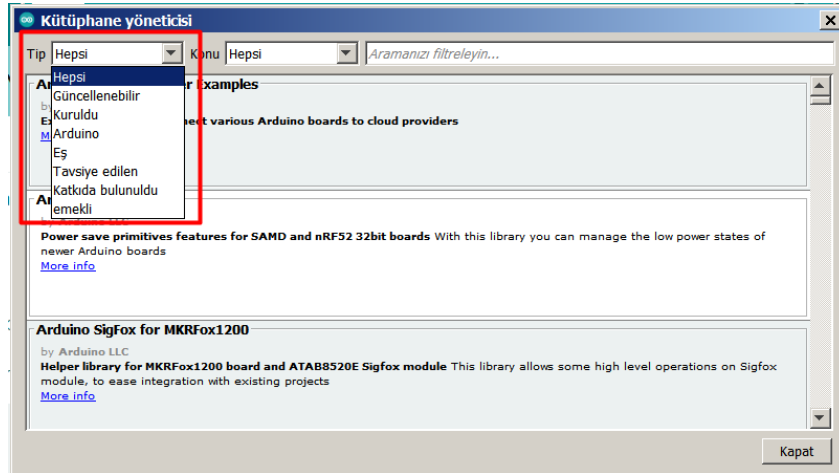 Kütüphane yöneticisi
Tip Hepsi Konu Hepsi Aramanızı filtreleyin...
Hepsi
Güncellenebilir
Kuruldu
Arduino
Eş
Tavsiye edilen
Katkıda bulunuldu
emekli
Examples
various Arduino boards to cloud providers
Power save primitives features for SAMD and nRF52 32bit boards With this library you can manage the low power states of
newer Arduino boards
More info
Arduino SigFox for MKRFox1200
by Arduino LLC
Helper library for MKRFox1200 board and ATAB8520E Sigfox module This library allows some high level operations on Sigfox
module, to ease integration with existing projects
More info
Kapat